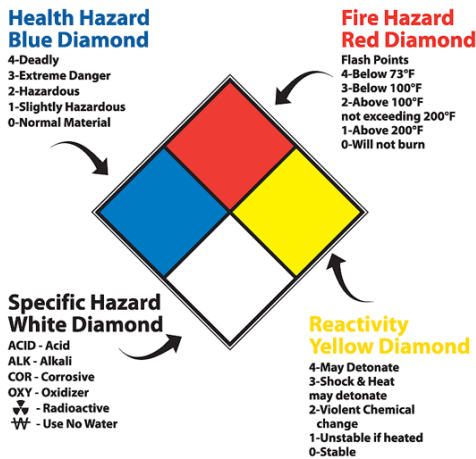 Health Hazard
Blue Diamond
4-Deadly
3-Extreme Danger
2-Hazardous
1-Slightly Hazardous
0-Normal Material
Fire Hazard
Red Diamond
Flash Points
4-Below 73°F
3-Below 100°F
2-Above 100°F
not exceeding 200°F
1-Above 200°F
0-Will not burn
Specific Hazard
White Diamond
ACID - Acid
ALK - Alkali
COR - Corrosive
OXY - Oxidizer
☢ - Radioactive
W - Use No Water
Reactivity
Yellow Diamond
4-May Detonate
3-Shock & Heat
may detonate
2-Violent Chemical
change
1-Unstable if heated
0-Stable